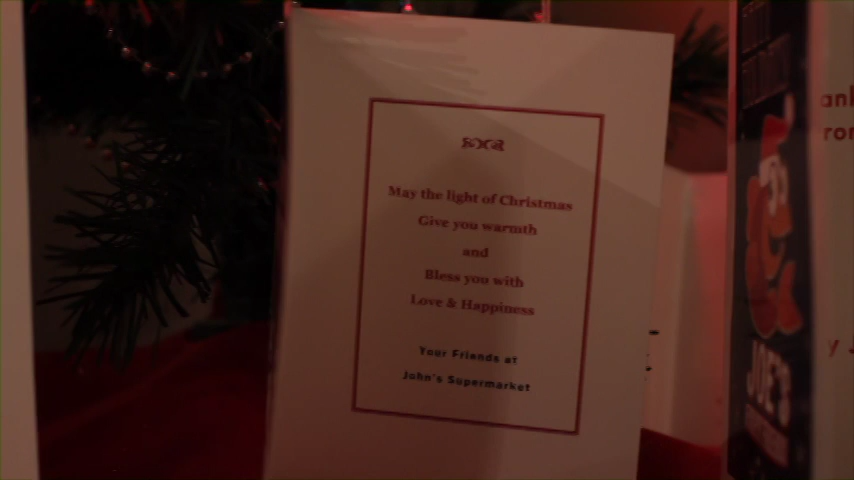 May the light of Christmas
Give you warmth
and
Bless you with
Love & Happiness
Your Friends at
John's Supermarket
JOE'S